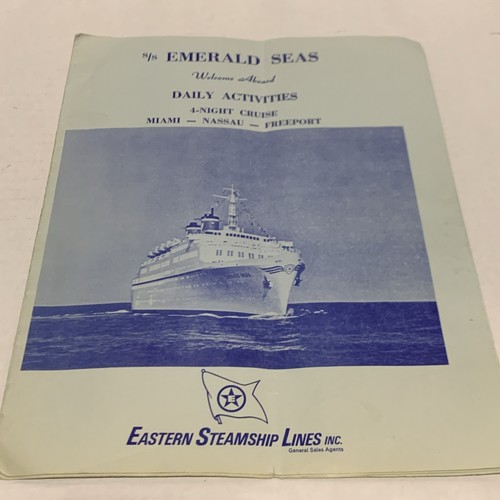 s/s EMERALD SEAS
Welcome Aboard
DAILY ACTIVITIES
4-NIGHT CRUISE
MIAMI — NASSAU — FREEPORT
E
EASTERN STEAMSHIP LINES INC.
General Sales Agents